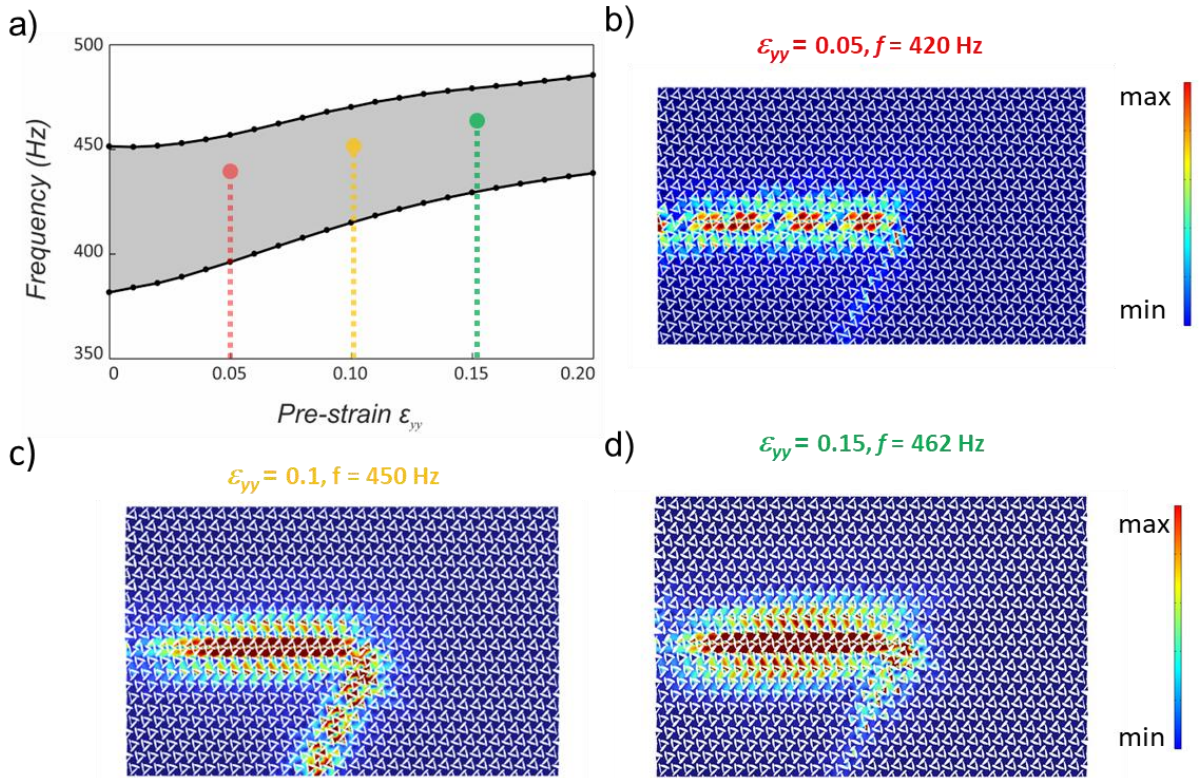 a)
500
450
400
350
Frequency (Hz)
0 0.05 0.10 0.15 0.20
Pre-strain εyy
b)
εyy = 0.05, f = 420 Hz
max
min
c)
εyy = 0.1, f = 450 Hz
d)
εyy = 0.15, f = 462 Hz
max
min